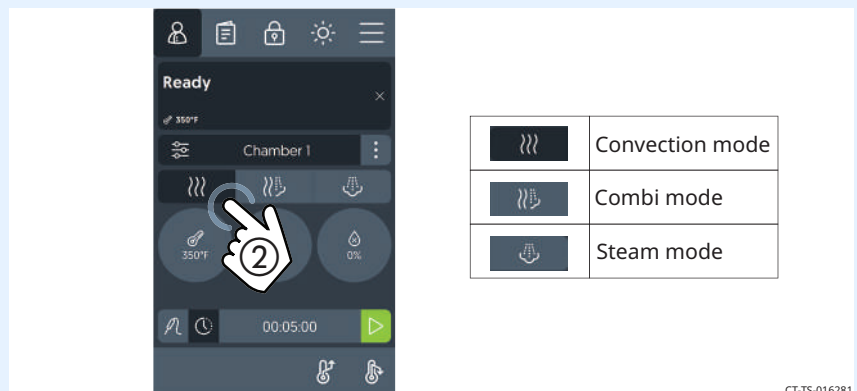 Ready
350°F
Chamber 1
350°F
2
0%
00:05:00
Convection mode
Combi mode
Steam mode
CT-TS-016281